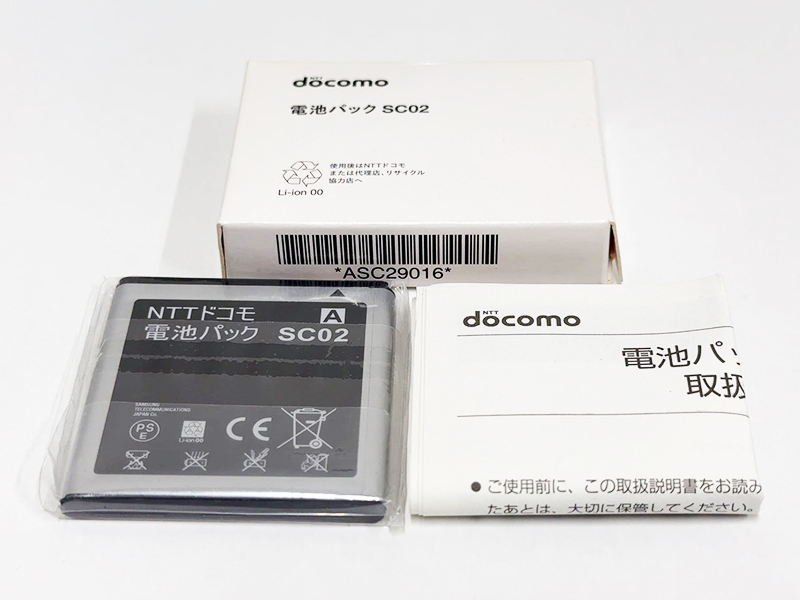 NTT
docomo
電池パック SC02
使用後はNTTドコモ
または代理店、リサイクル
協力店へ
Li-ion 00
*ASC29016*
NTTドコモ
A
電池パック SC02
SAMSUNG
TELECOMMUNICATIONS
JAPAN Co.
PS
E
Li-ion 00
CE
NTT
docomo
電池パッ
取扱
● ご使用前に、この取扱説明書をお読み
たあとは、大切に保管してください。